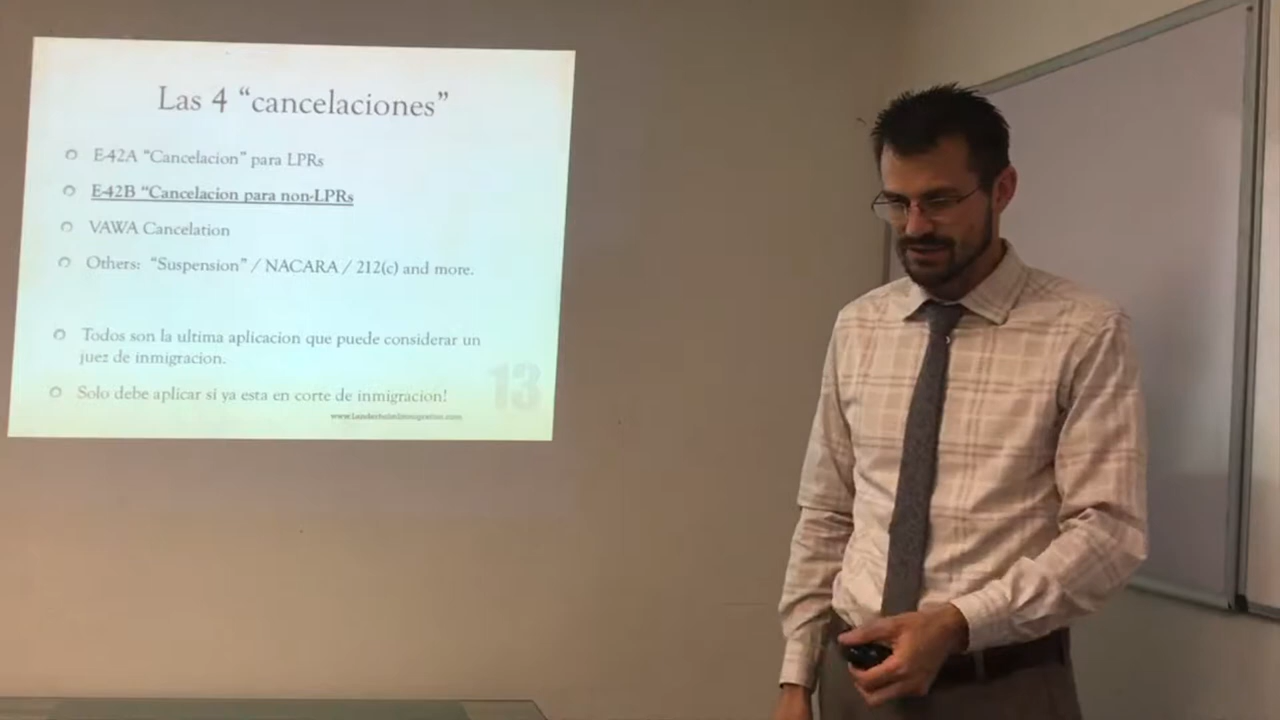 Las 4 “cancelaciones”
E-42A “Cancelacion” para LPRs
E-42B “Cancelacion para non-LPRs
VAWA Cancelation
Others: “Suspension” / NACARA / 212(c) and more.
Todos son la ultima aplicacion que puede considerar un
juez de inmigracion.
Solo debe aplicar si ya esta en corte de inmigracion!
13